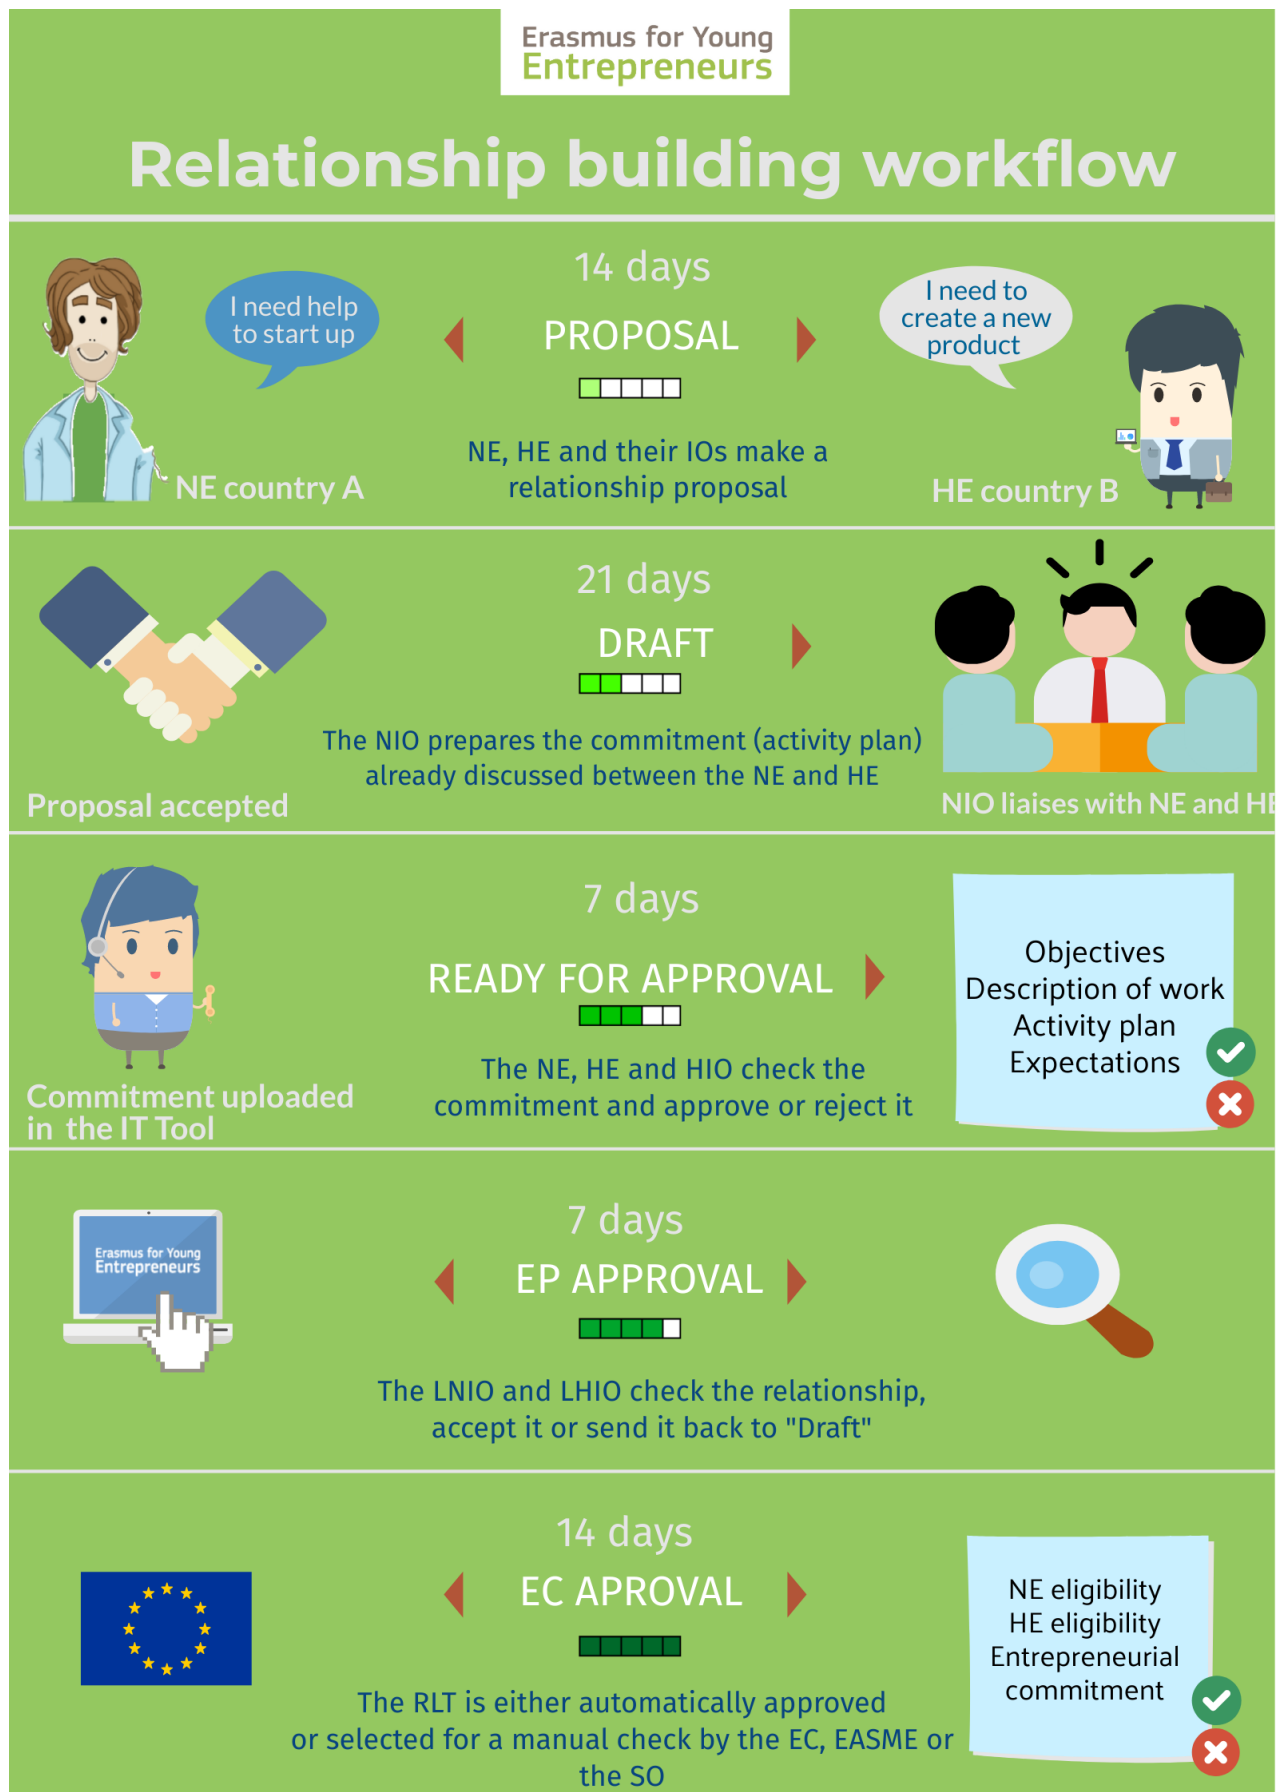 Erasmus for Young
Entrepreneurs
Relationship building workflow
14 days
I need help
to start up
PROPOSAL
I need to
create a new
product
NE, HE and their IOs make a
relationship proposal
NE country A
HE country B
21 days
DRAFT
The NIO prepares the commitment (activity plan)
already discussed between the NE and HE
Proposal accepted
NIO liaises with NE and HE
7 days
READY FOR APPROVAL
The NE, HE and HIO check the
commitment and approve or reject it
Commitment uploaded
in the IT Tool
Objectives
Description of work
Activity plan
Expectations
7 days
EP APPROVAL
Erasmus for Young
Entrepreneurs
The LNIO and LHIO check the relationship,
accept it or send it back to "Draft"
14 days
EC APROVAL
The RLT is either automatically approved
or selected for a manual check by the EC, EASME or
the SO
NE eligibility
HE eligibility
Entrepreneurial
commitment